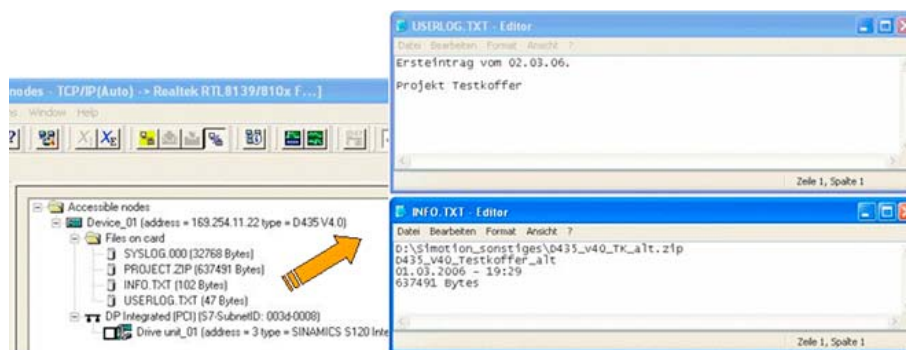 nodes - TCP/IP(Auto) -> Realtek RTL8139/810x F...]
Window Help
Accessible nodes
Device_01 (address = 169.254.11.22 type = D435 V4.0)
Files on card
SYSLOG.000 (32768 Bytes)
PROJECT.ZIP (637491 Bytes)
INFO.TXT (102 Bytes)
USERLOG.TXT (47 Bytes)
DP Integrated (PCI) (S7-SubnetID: 003d-0008)
Drive unit_01 (address = 3 type = SINAMICS S120 Inte
USERLOG.TXT - Editor
Datei Bearbeiten Format Ansicht ?
Ersteintrag vom 02.03.06.
Projekt Testkoffer
Zeile 1, Spalte 1
INFO.TXT - Editor
Datei Bearbeiten Format Ansicht ?
D:\Simotion_sonstiges\D435_v40_TK_alt.zip
D435_v40_Testkoffer_alt
01.03.2006 - 19:29
637491 Bytes
Zeile 1, Spalte 1